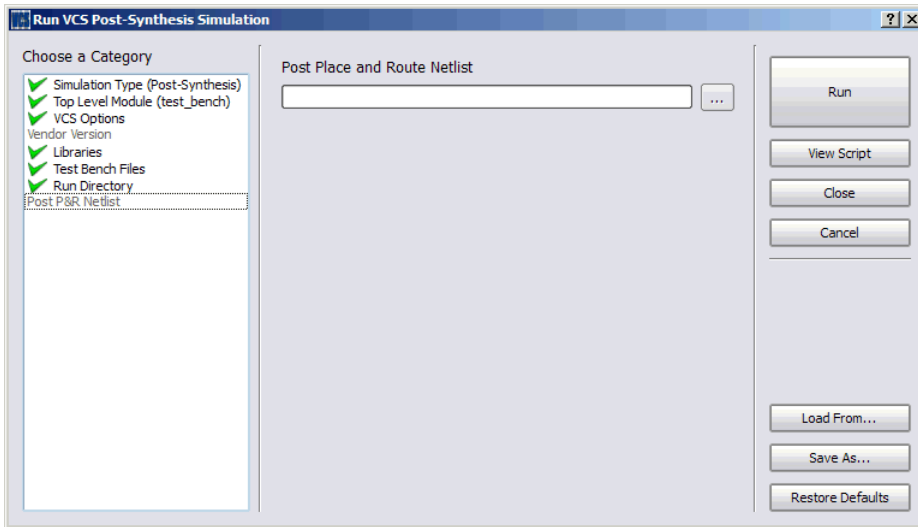 Run VCS Post-Synthesis Simulation
Choose a Category
Simulation Type (Post-Synthesis)
Top Level Module (test_bench)
VCS Options
Vendor Version
Libraries
Test Bench Files
Run Directory
Post P&R Netlist
Post Place and Route Netlist
...
Run
View Script
Close
Cancel
Load From...
Save As...
Restore Defaults